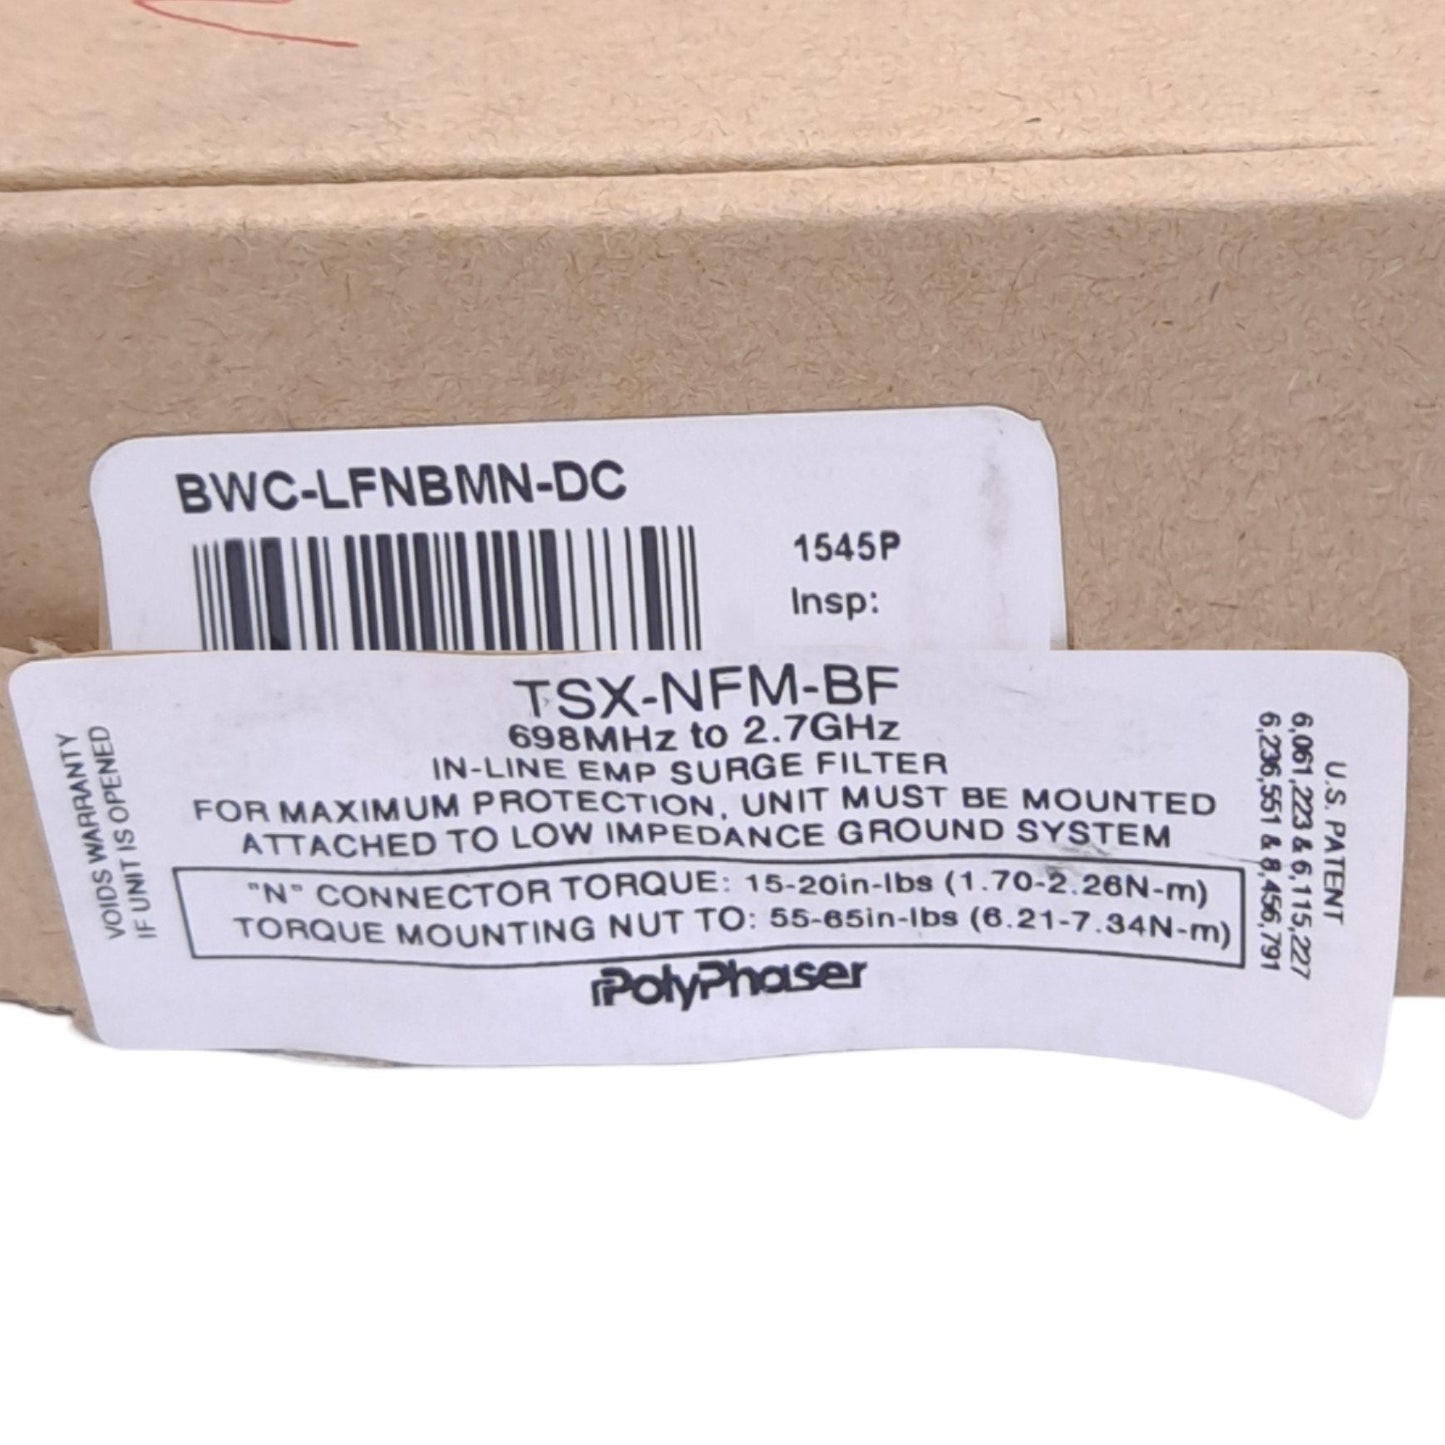 BWC-LFNBMN-DC
1545P
Insp:
TSX-NFM-BF
698MHz to 2.7GHz
IN-LINE EMP SURGE FILTER
FOR MAXIMUM PROTECTION, UNIT MUST BE MOUNTED
ATTACHED TO LOW IMPEDANCE GROUND SYSTEM
"N" CONNECTOR TORQUE: 15-20in-lbs (1.70-2.26N-m)
TORQUE MOUNTING NUT TO: 55-65in-lbs (6.21-7.34N-m)
PolyPhaser
VOIDS WARRANTY
IF UNIT IS OPENED
U.S. PATENT
6,061,223 & 6,115,227
6,236,551 & 8,456,791